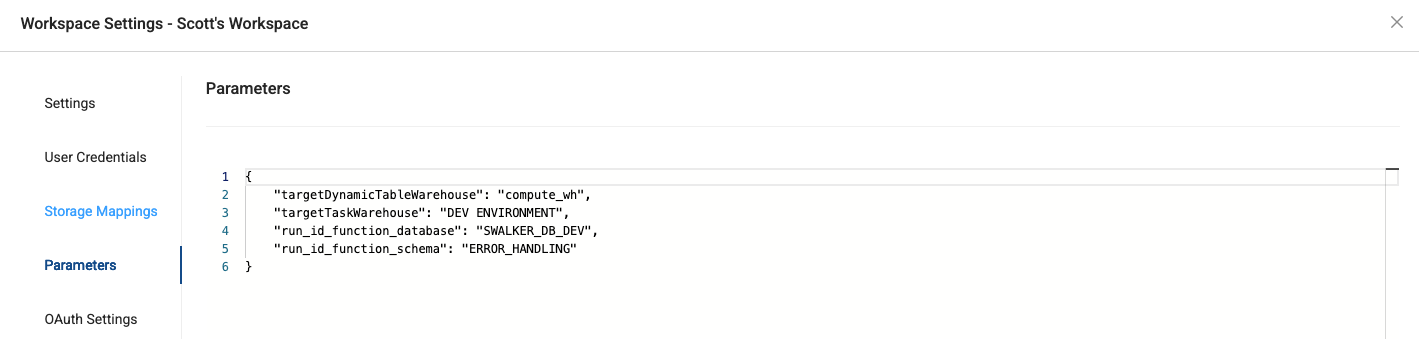 Workspace Settings - Scott's Workspace
Settings
User Credentials
Storage Mappings
Parameters
OAuth Settings
Parameters
1 {
2     "targetDynamicTableWarehouse": "compute_wh",
3     "targetTaskWarehouse": "DEV ENVIRONMENT",
4     "run_id_function_database": "SWALKER_DB_DEV",
5     "run_id_function_schema": "ERROR_HANDLING"
6 }